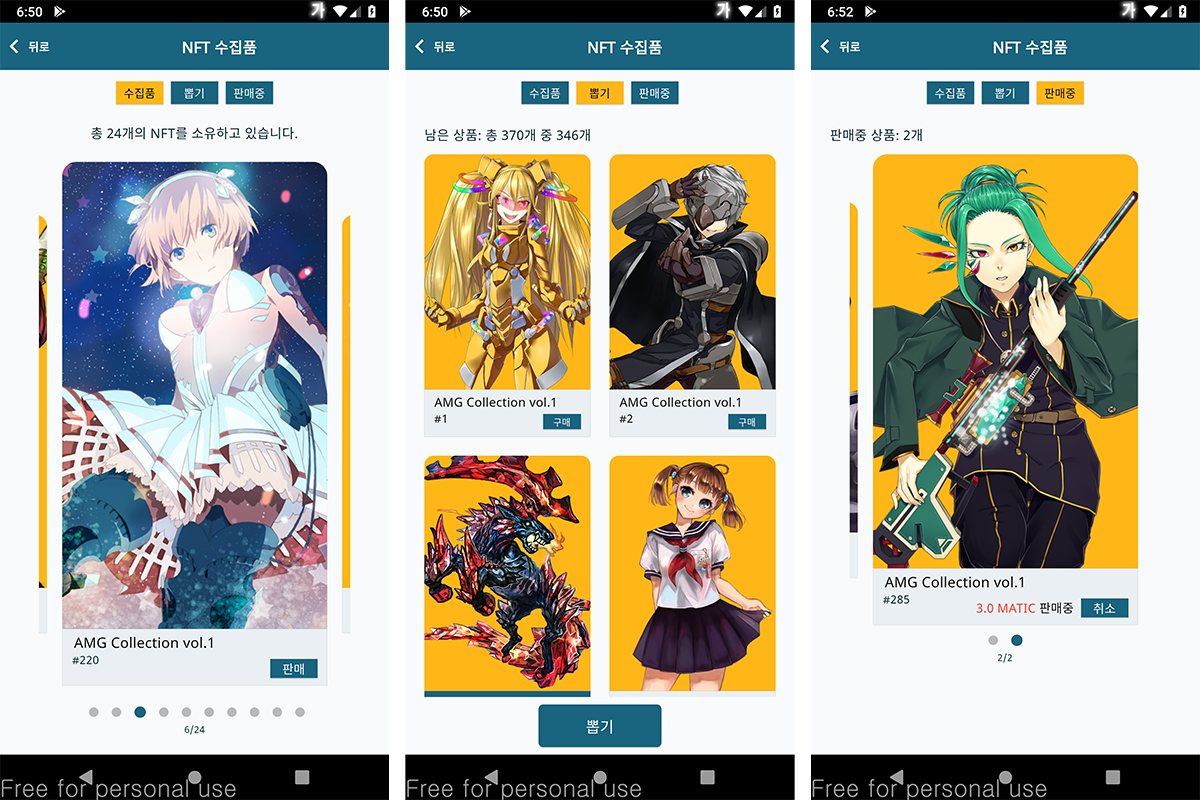 6:50
가
뒤로
NFT 수집품
수집품
뽑기
판매중
총 24개의 NFT를 소유하고 있습니다.
AMG Collection vol.1
#220
판매
6/24
Free for personal use
6:50
가
뒤로
NFT 수집품
수집품
뽑기
판매중
남은 상품: 총 370개 중 346개
AMG Collection vol.1
#1
구매
AMG Collection vol.1
#2
구매
뽑기
Free for personal use
6:52
가
뒤로
NFT 수집품
수집품
뽑기
판매중
판매중 상품: 2개
AMG Collection vol.1
#285
3.0 MATIC 판매중
취소
2/2
Free for personal use